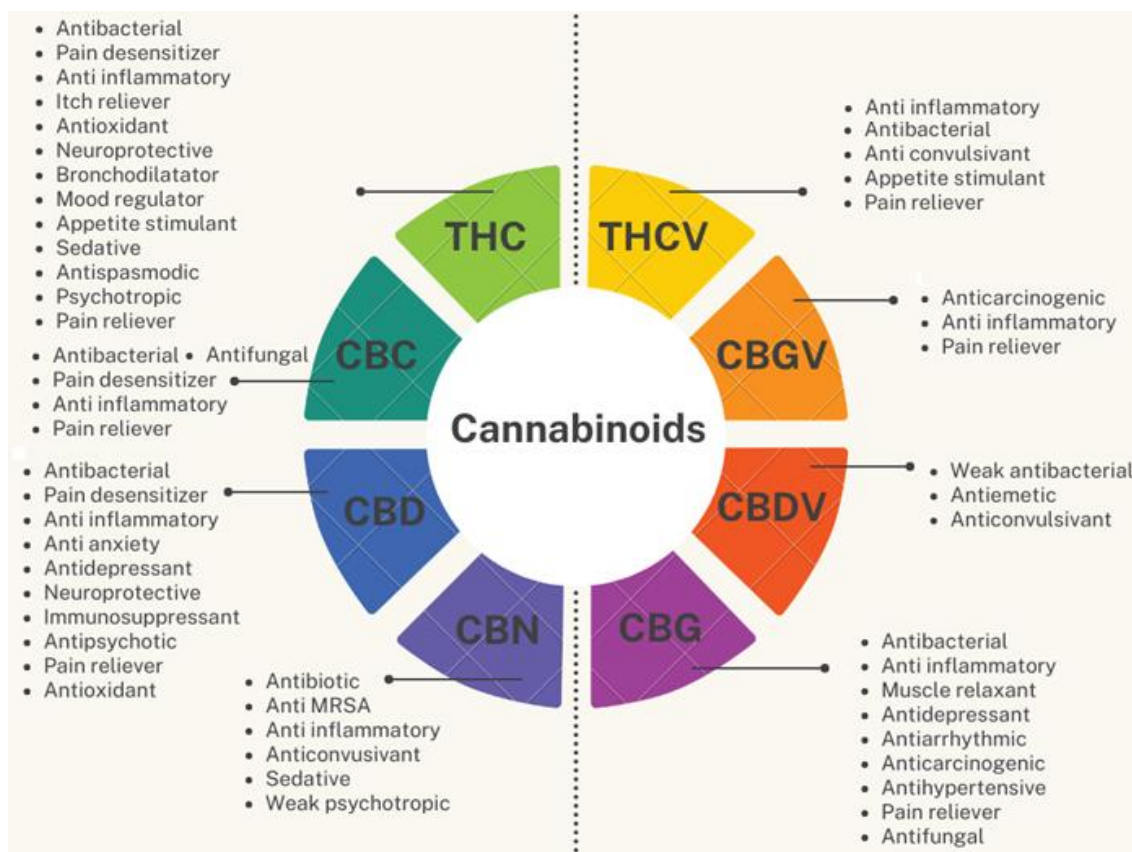 • Antibacterial
• Pain desensitizer
• Anti inflammatory
• Itch reliever
• Antioxidant
• Neuroprotective
• Bronchodilatator
• Mood regulator
• Appetite stimulant
• Sedative
• Antispasmodic
• Psychotropic
• Pain reliever
THC
THCV
• Anti inflammatory
• Antibacterial
• Anti convulsivant
• Appetite stimulant
• Pain reliever
CBC
• Antibacterial • Antifungal
• Pain desensitizer
• Anti inflammatory
• Pain reliever
CBGV
• Anticarcinogenic
• Anti inflammatory
• Pain reliever
Cannabinoids
CBD
• Antibacterial
• Pain desensitizer
• Anti inflammatory
• Anti anxiety
• Antidepressant
• Neuroprotective
• Immunosuppressant
• Antipsychotic
• Pain reliever
• Antioxidant
CBDV
• Weak antibacterial
• Antiemetic
• Anticonvulsivant
CBN
• Antibiotic
• Anti MRSA
• Anti inflammatory
• Anticonvusivant
• Sedative
• Weak psychotropic
CBG
• Antibacterial
• Anti inflammatory
• Muscle relaxant
• Antidepressant
• Antiarrhythmic
• Anticarcinogenic
• Antihypertensive
• Pain reliever
• Antifungal